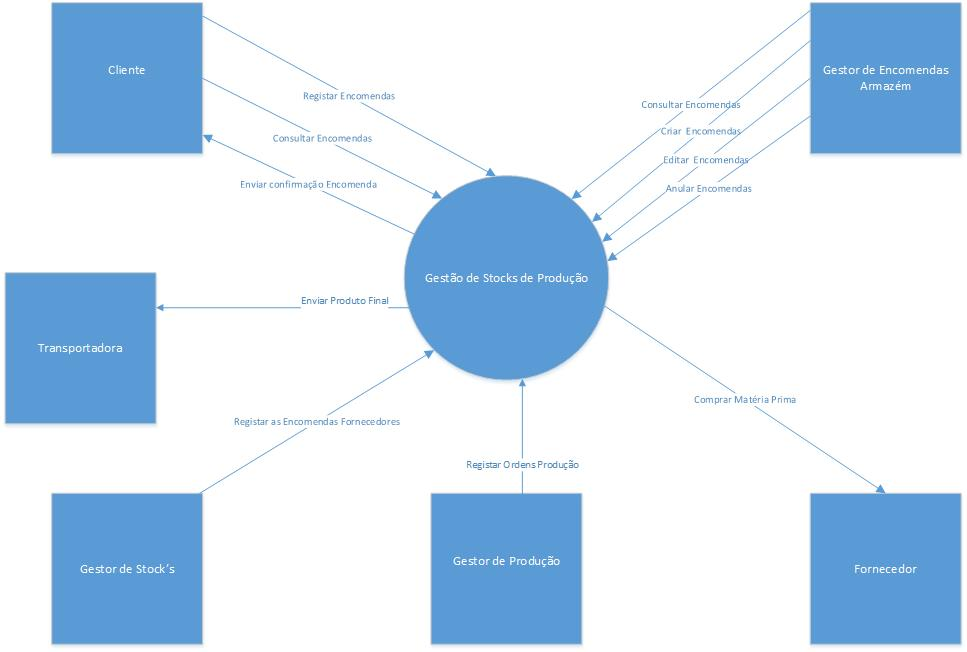 Cliente
Gestor de Encomendas
Armazém
Registar Encomendas
Consultar Encomendas
Consultar Encomendas
Criar Encomendas
Enviar confirmação Encomenda
Editar Encomendas
Anular Encomendas
Gestão de Stocks de Produção
Enviar Produto Final
Transportadora
Comprar Matéria Prima
Registar as Encomendas Fornecedores
Registar Ordens Produção
Gestor de Stock's
Gestor de Produção
Fornecedor